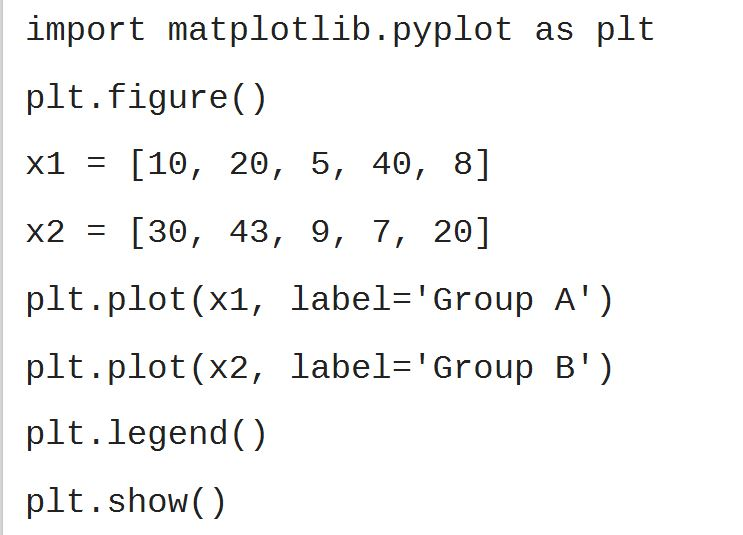 import matplotlib.pyplot as plt
plt.figure()
x1 = [10, 20, 5, 40, 8]
x2 = [30, 43, 9, 7, 20]
plt.plot(x1, label='Group A')
plt.plot(x2, label='Group B')
plt.legend()
plt.show()